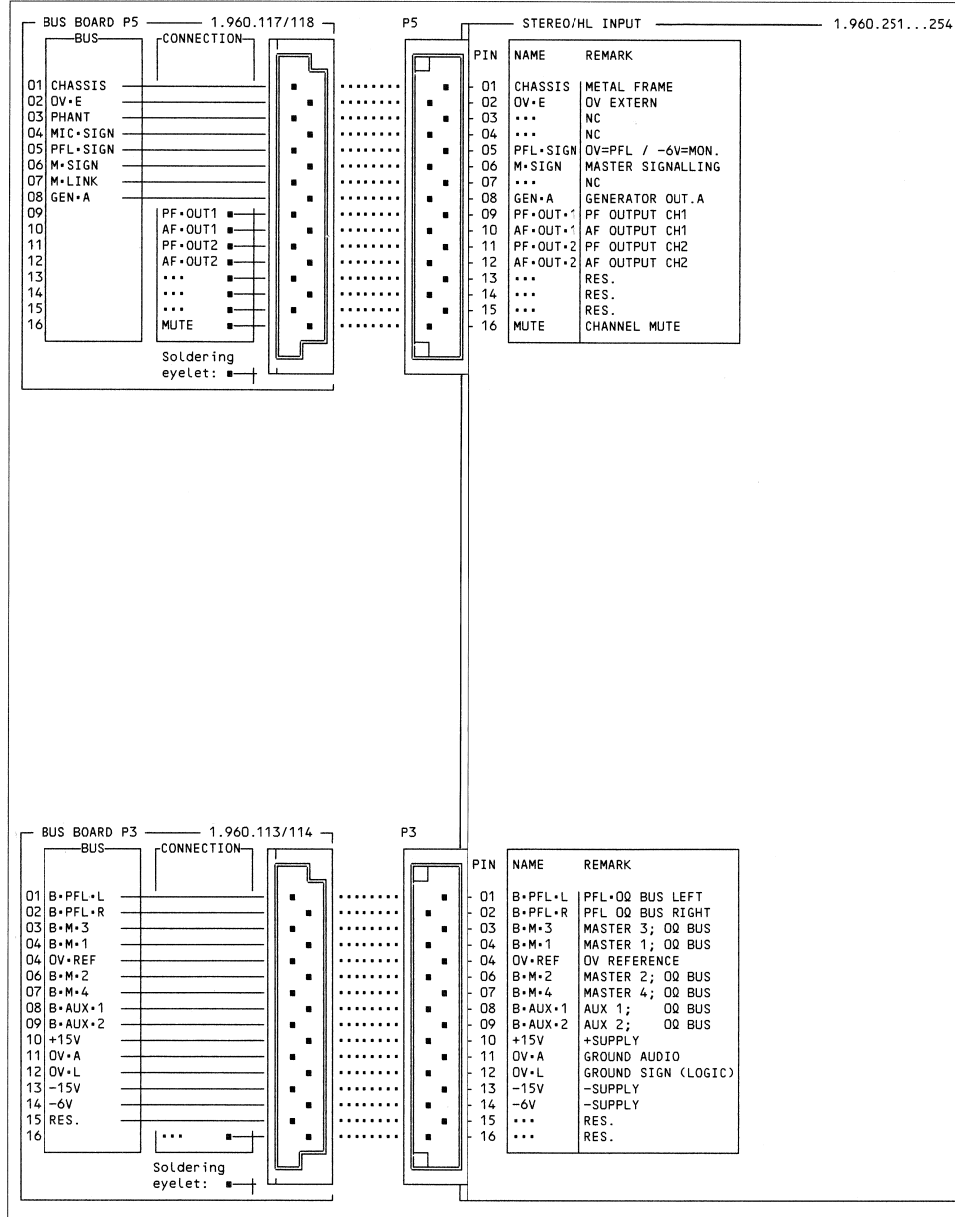 BUS BOARD P5 1.960.117/118 P5 STEREO/HL INPUT 1.960.251...254
BUS CONNECTION
PIN NAME REMARK
01 CHASSIS 01 CHASSIS METAL FRAME
02 0V▪E 02 0V▪E 0V EXTERN
03 PHANT 03 ▪▪▪ NC
04 MIC▪SIGN 04 ▪▪▪ NC
05 PFL▪SIGN 05 PFL▪SIGN 0V=PFL / -6V=MON.
06 M▪SIGN 06 M▪SIGN MASTER SIGNALLING
07 M▪LINK 07 ▪▪▪ NC
08 GEN▪A 08 GEN▪A GENERATOR OUT.A
09 PF▪OUT1 09 PF▪OUT▪1 PF OUTPUT CH1
10 AF▪OUT1 10 AF▪OUT▪1 AF OUTPUT CH1
11 PF▪OUT2 11 PF▪OUT▪2 PF OUTPUT CH2
12 AF▪OUT2 12 AF▪OUT▪2 AF OUTPUT CH2
13 ▪▪▪ 13 ▪▪▪ RES.
14 ▪▪▪ 14 ▪▪▪ RES.
15 ▪▪▪ 15 ▪▪▪ RES.
16 MUTE 16 MUTE CHANNEL MUTE
Soldering
eyelet:
BUS BOARD P3 1.960.113/114 P3
BUS CONNECTION
PIN NAME REMARK
01 B▪PFL▪L 01 B▪PFL▪L PFL▪0Ω BUS LEFT
02 B▪PFL▪R 02 B▪PFL▪R PFL 0Ω BUS RIGHT
03 B▪M▪3 03 B▪M▪3 MASTER 3; 0Ω BUS
04 B▪M▪1 04 B▪M▪1 MASTER 1; 0Ω BUS
04 0V▪REF 04 0V▪REF 0V REFERENCE
06 B▪M▪2 06 B▪M▪2 MASTER 2; 0Ω BUS
07 B▪M▪4 07 B▪M▪4 MASTER 4; 0Ω BUS
08 B▪AUX▪1 08 B▪AUX▪1 AUX 1; 0Ω BUS
09 B▪AUX▪2 09 B▪AUX▪2 AUX 2; 0Ω BUS
10 +15V 10 +15V +SUPPLY
11 0V▪A 11 0V▪A GROUND AUDIO
12 0V▪L 12 0V▪L GROUND SIGN (LOGIC)
13 -15V 13 -15V -SUPPLY
14 -6V 14 -6V -SUPPLY
15 RES. 15 ▪▪▪ RES.
16 ▪▪▪ 16 ▪▪▪ RES.
Soldering
eyelet: